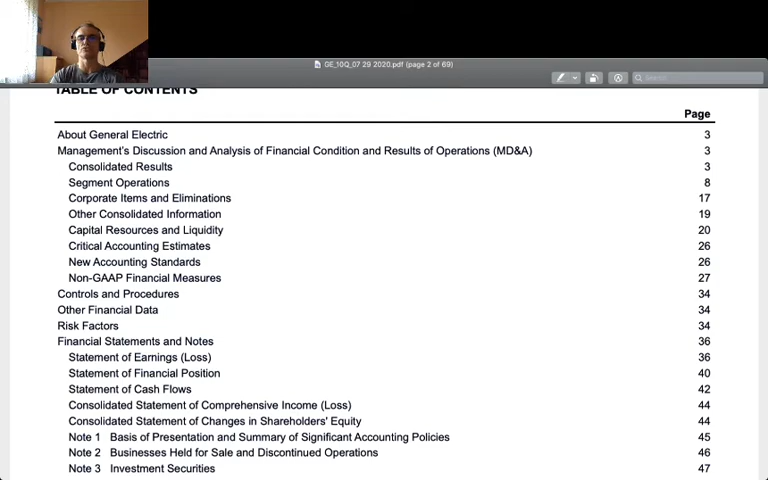 GE_10Q_07 29 2020.pdf (page 2 of 69)
Search
TABLE OF CONTENTS
Page
About General Electric 3
Management's Discussion and Analysis of Financial Condition and Results of Operations (MD&A) 3
Consolidated Results 3
Segment Operations 8
Corporate Items and Eliminations 17
Other Consolidated Information 19
Capital Resources and Liquidity 20
Critical Accounting Estimates 26
New Accounting Standards 26
Non-GAAP Financial Measures 27
Controls and Procedures 34
Other Financial Data 34
Risk Factors 34
Financial Statements and Notes 36
Statement of Earnings (Loss) 36
Statement of Financial Position 40
Statement of Cash Flows 42
Consolidated Statement of Comprehensive Income (Loss) 44
Consolidated Statement of Changes in Shareholders' Equity 44
Note 1 Basis of Presentation and Summary of Significant Accounting Policies 45
Note 2 Businesses Held for Sale and Discontinued Operations 46
Note 3 Investment Securities 47